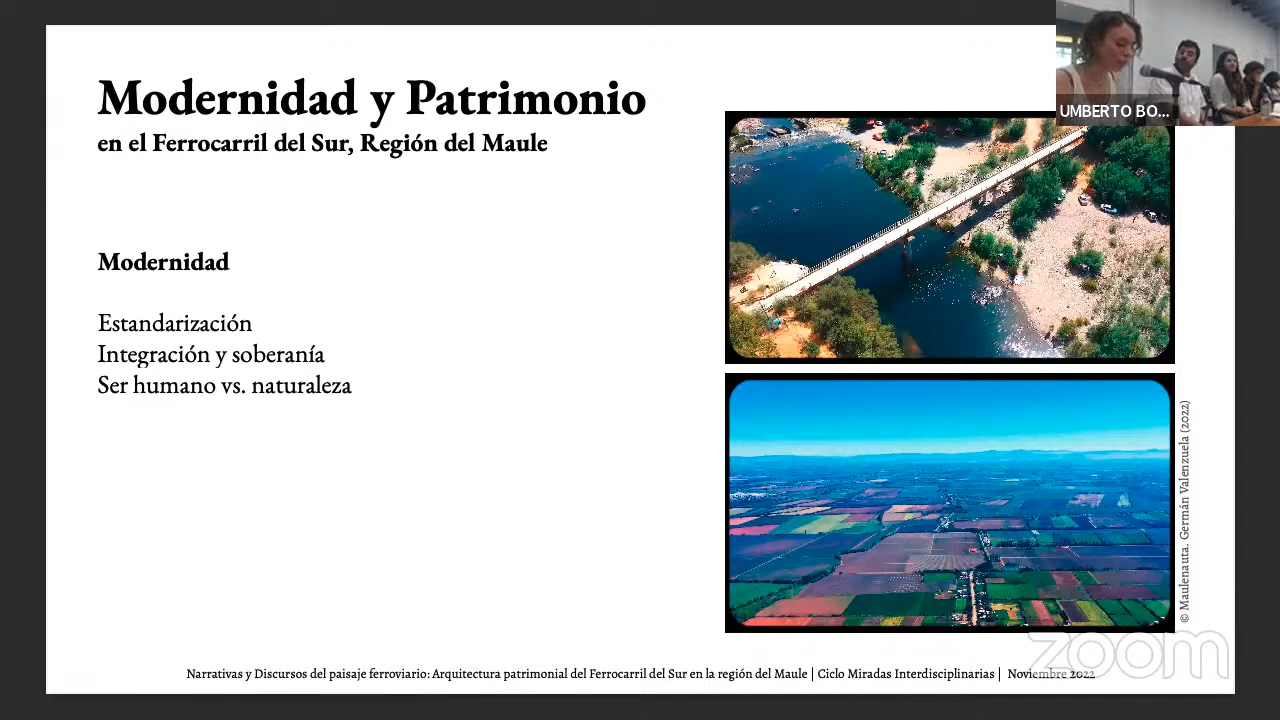 Modernidad y Patrimonio
en el Ferrocarril del Sur, Región del Maule
UMBERTO BO...
Modernidad
Estandarización
Integración y soberanía
Ser humano vs. naturaleza
© Maulenauta. Germán Valenzuela (2022)
Narrativas y Discursos del paisaje ferroviario: Arquitectura patrimonial del Ferrocarril del Sur en la región del Maule | Ciclo Miradas Interdisciplinarias | Noviembre 2022
zoom